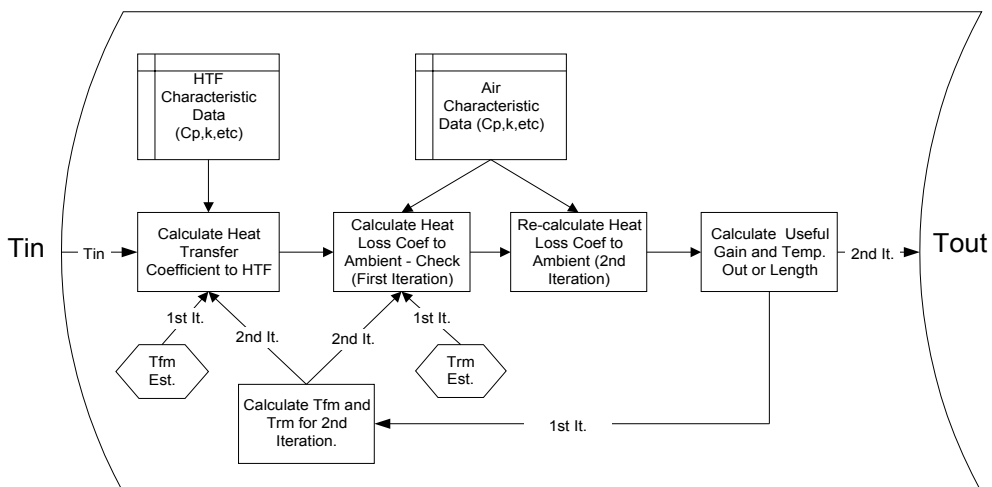 HTF
Characteristic
Data
(Cp,k,etc)
Air
Characteristic
Data (Cp,k,etc)
Tin
Tin
Calculate Heat
Transfer
Coefficient to HTF
Calculate Heat
Loss Coef to
Ambient - Check
(First Iteration)
Re-calculate Heat
Loss Coef to
Ambient (2nd
Iteration)
Calculate Useful
Gain and Temp.
Out or Length
2nd It.
Tout
1st It.
2nd It.
2nd It.
1st It.
Tfm
Est.
Trm
Est.
Calculate Tfm and
Trm for 2nd
Iteration.
1st It.